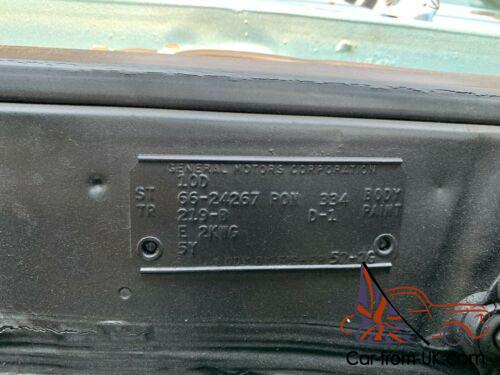 GENERAL MOTORS CORPORATION
10D
ST 66-24267 PON 334 BODY
TR 219-B D-1 PAINT
E 2KWG
5Y
Car-from-UK.com